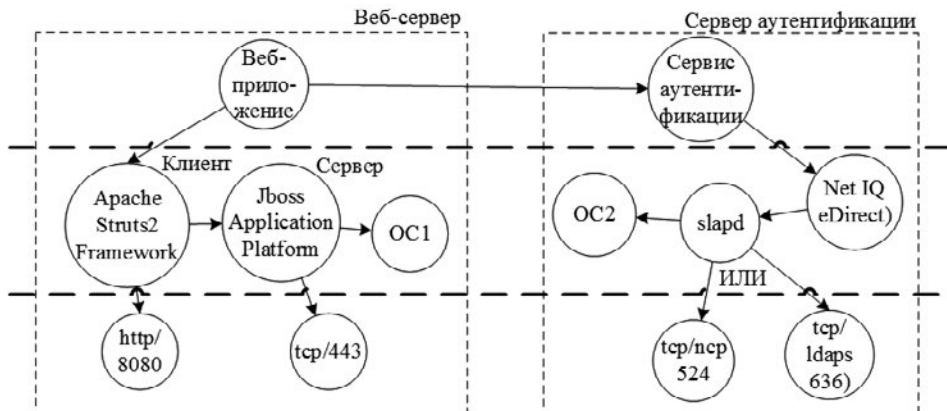 Веб-сервер
Сервер аутентификации
Веб-
прило-
жение
Сервис
аутенти-
фикации
Клиент
Сервер
Apache
Struts2
Framework
Jboss
Application
Platform
ОС1
ОС2
slapd
Net IQ
eDirect)
ИЛИ
http/
8080
tcp/443
tcp/ncp
524
tcp/
ldaps
636)